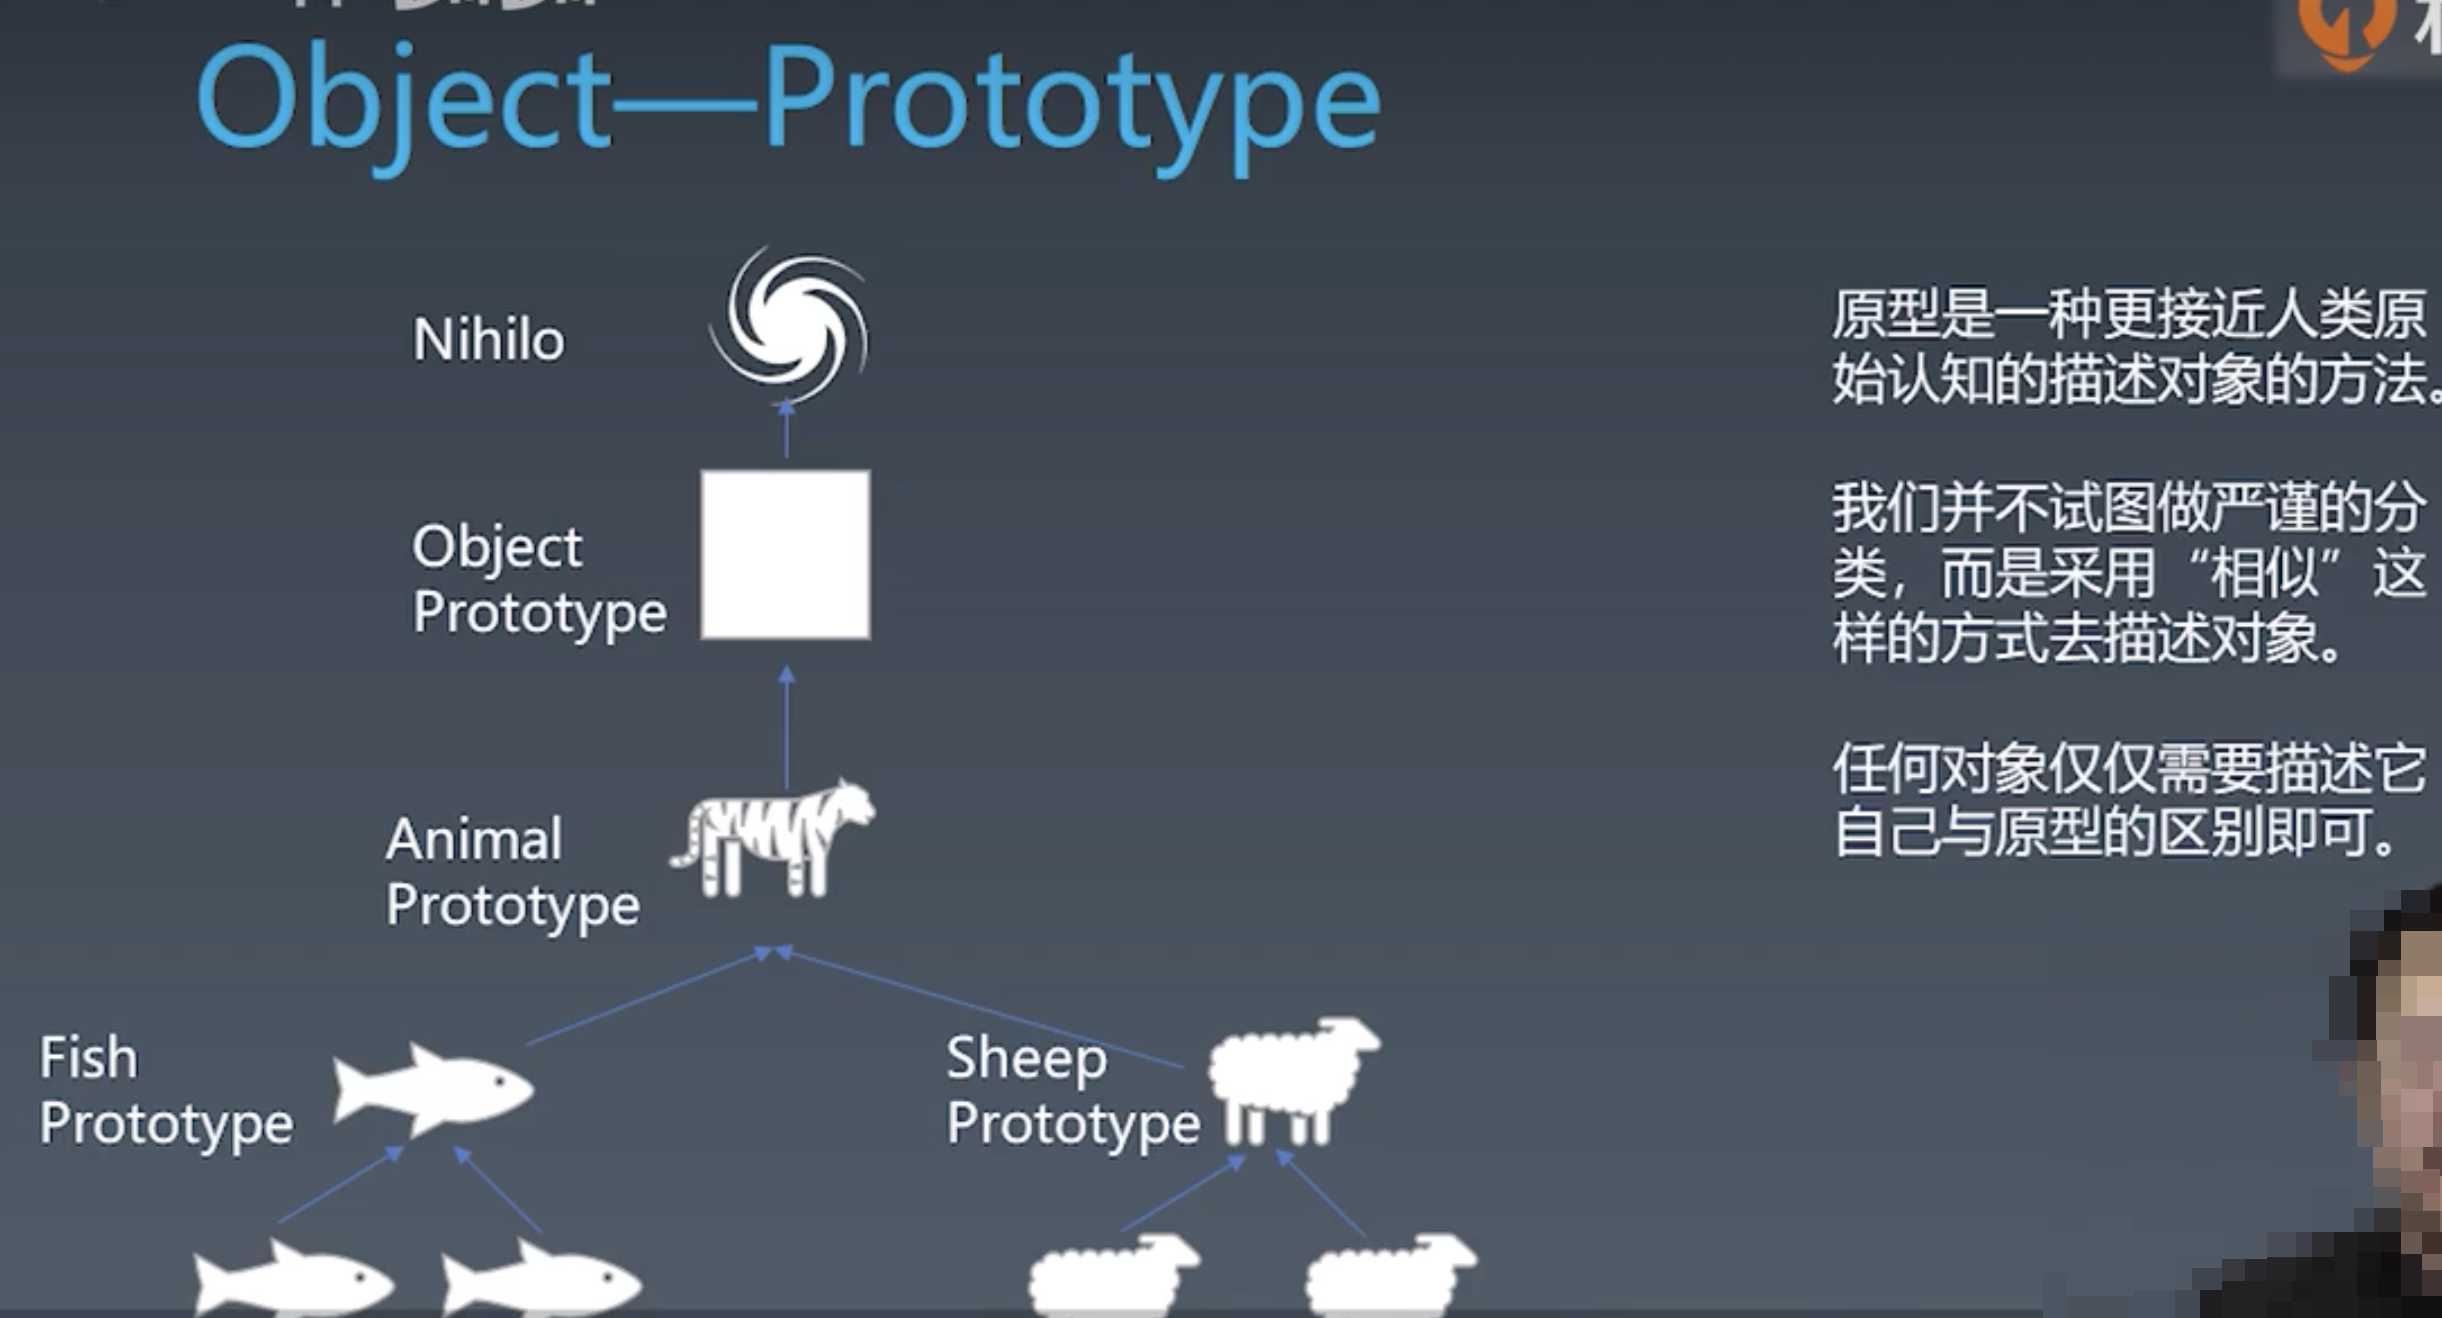 Object—Prototype
Nihilo
Object
Prototype
Animal
Prototype
Fish
Prototype
Sheep
Prototype
原型是一种更接近人类原
始认知的描述对象的方法。
我们并不试图做严谨的分
类，而是采用“相似”这
样的方式去描述对象。
任何对象仅仅需要描述它
自己与原型的区别即可。